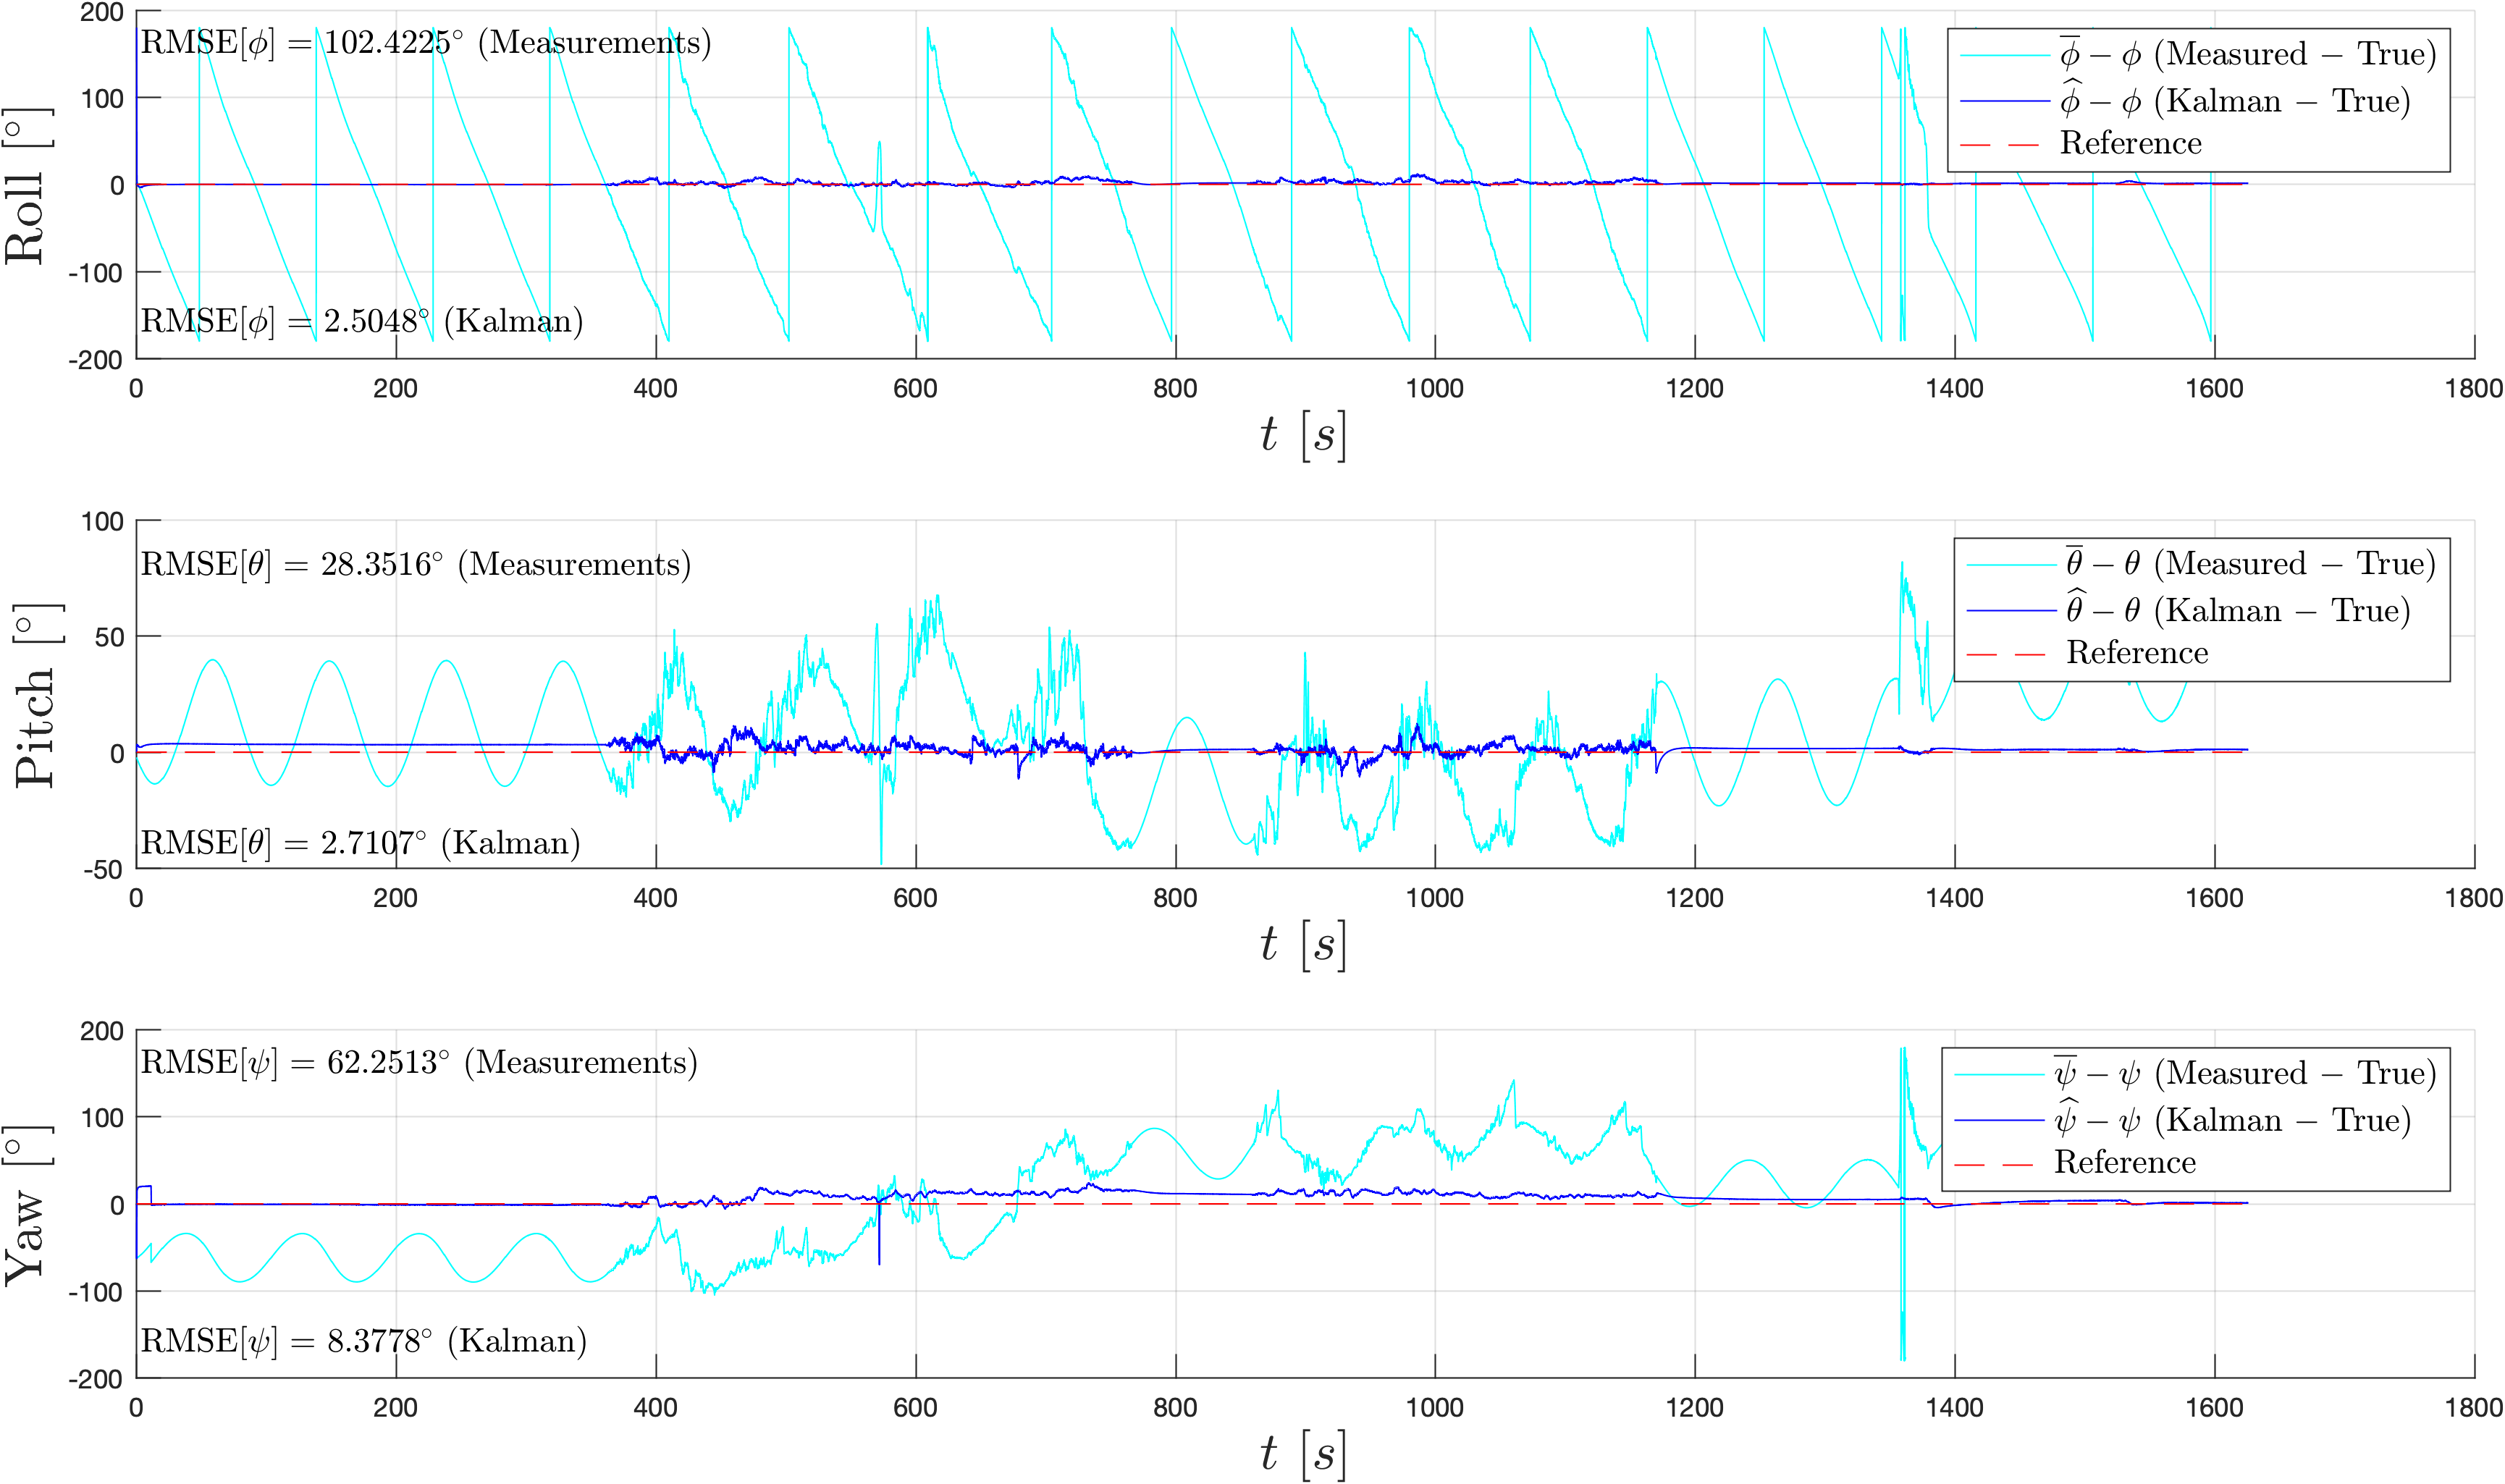 200
100
0
-100
-200
Roll [°]
RMSE[ϕ] = 102.4225° (Measurements)
RMSE[ϕ] = 2.5048° (Kalman)
ϕ̅ − ϕ (Measured − True)
ϕ̂ − ϕ (Kalman − True)
Reference
0 200 400 600 800 1000 1200 1400 1600 1800
t [s]
100
50
0
-50
Pitch [°]
RMSE[θ] = 28.3516° (Measurements)
RMSE[θ] = 2.7107° (Kalman)
θ̅ − θ (Measured − True)
θ̂ − θ (Kalman − True)
Reference
0 200 400 600 800 1000 1200 1400 1600 1800
t [s]
200
100
0
-100
-200
Yaw [°]
RMSE[ψ] = 62.2513° (Measurements)
RMSE[ψ] = 8.3778° (Kalman)
ψ̅ − ψ (Measured − True)
ψ̂ − ψ (Kalman − True)
Reference
0 200 400 600 800 1000 1200 1400 1600 1800
t [s]